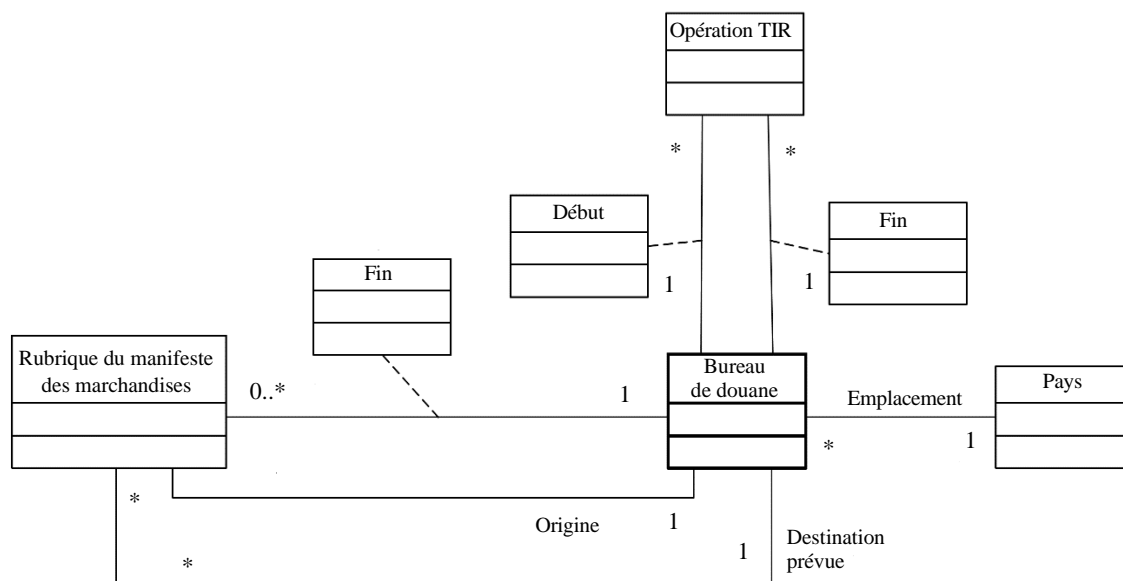 Opération TIR
*
*
Début
Fin
1
1
Fin
Rubrique du manifeste
des marchandises
0..*
1
Bureau
de douane
Emplacement
Pays
*
1
*
Origine
1
*
1
Destination
prévue